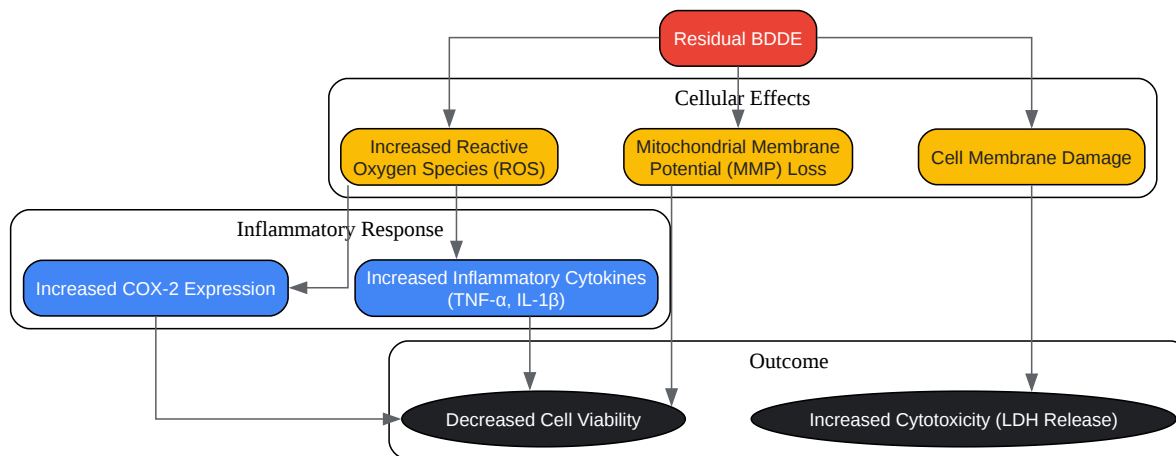 Residual BDDE
Cellular Effects
Increased Reactive
Oxygen Species (ROS)
Mitochondrial Membrane
Potential (MMP) Loss
Cell Membrane Damage
Inflammatory Response
Increased COX-2 Expression
Increased Inflammatory Cytokines
(TNF-α, IL-1β)
Outcome
Decreased Cell Viability
Increased Cytotoxicity (LDH Release)